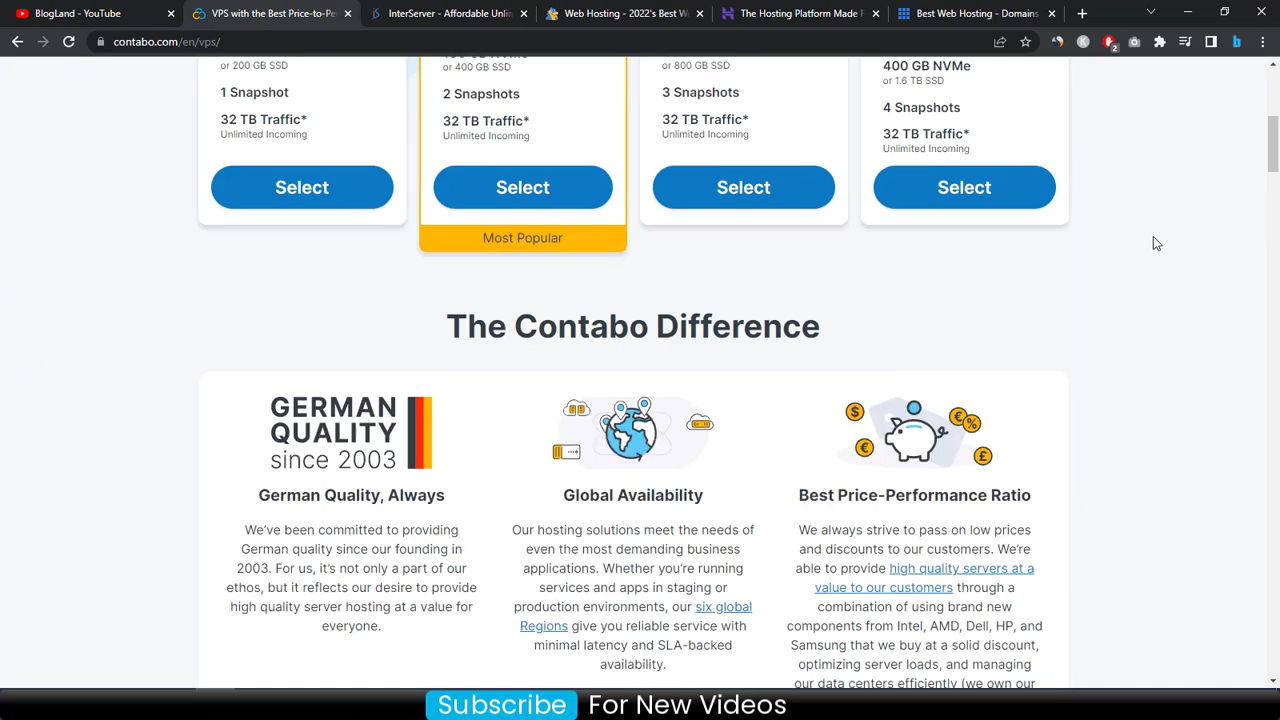 BlogLand - YouTube
VPS with the Best Price-to-Pe
InterServer - Affordable Unlim
Web Hosting - 2022's Best W
The Hosting Platform Made F
Best Web Hosting - Domains
contabo.com/en/vps/
2
or 200 GB SSD
1 Snapshot
32 TB Traffic*
Unlimited Incoming
Select
or 400 GB SSD
2 Snapshots
32 TB Traffic*
Unlimited Incoming
Select
Most Popular
or 800 GB SSD
3 Snapshots
32 TB Traffic*
Unlimited Incoming
Select
400 GB NVMe
or 1.6 TB SSD
4 Snapshots
32 TB Traffic*
Unlimited Incoming
Select
The Contabo Difference
GERMAN
QUALITY
since 2003
German Quality, Always
We've been committed to providing
German quality since our founding in
2003. For us, it's not only a part of our
ethos, but it reflects our desire to provide
high quality server hosting at a value for
everyone.
Global Availability
Our hosting solutions meet the needs of
even the most demanding business
applications. Whether you're running
services and apps in staging or
production environments, our six global
Regions give you reliable service with
minimal latency and SLA-backed
availability.
$ € € % £
Best Price-Performance Ratio
We always strive to pass on low prices
and discounts to our customers. We're
able to provide high quality servers at a
value to our customers through a
combination of using brand new
components from Intel, AMD, Dell, HP, and
Samsung that we buy at a solid discount,
optimizing server loads, and managing
our data centers efficiently (we own our
Subscribe For New Videos